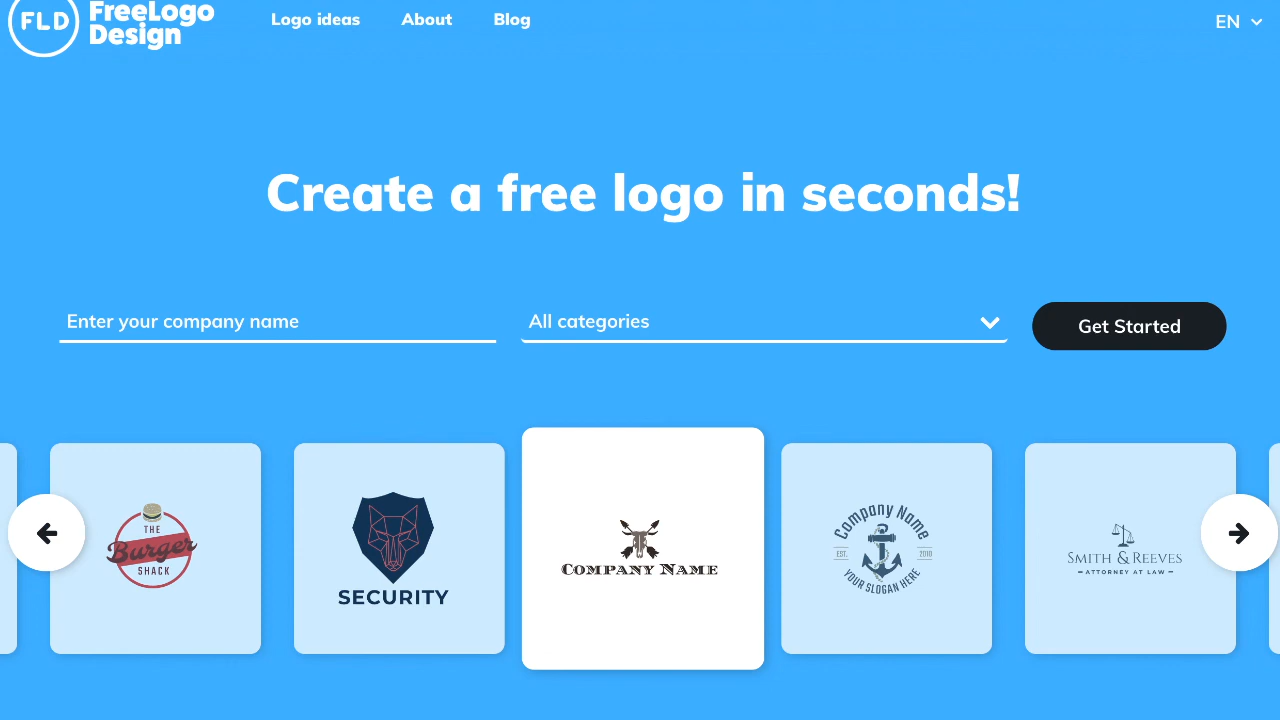 FLD
FreeLogo
Design
Logo ideas
About
Blog
EN
Create a free logo in seconds!
Enter your company name
All categories
Get Started
THE
Burger
SHACK
SECURITY
COMPANY NAME
Company Name
EST.
2010
YOUR SLOGAN HERE
SMITH & REEVES
ATTORNEY AT LAW